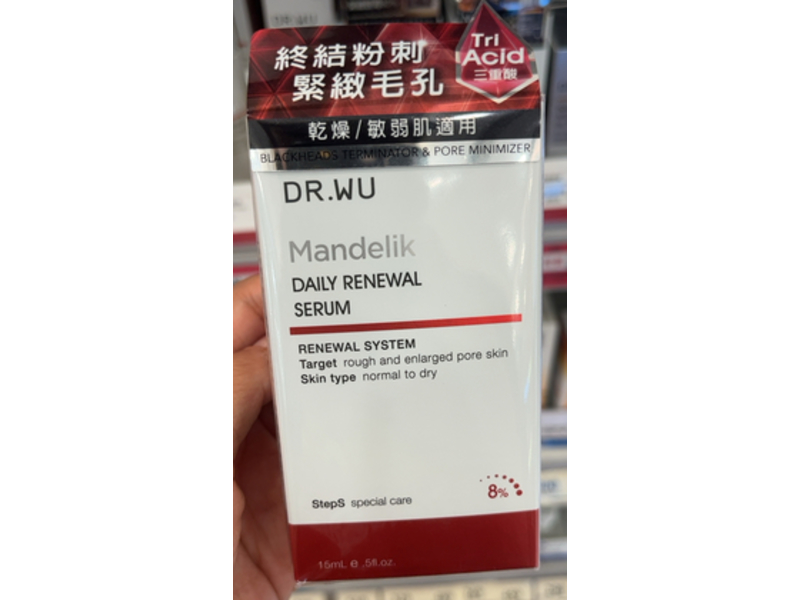 DR.WU
終結粉刺
緊緻毛孔
Tri
Acid
三重酸
乾燥/敏弱肌適用
BLACKHEADS TERMINATOR & PORE MINIMIZER
DR.WU
Mandelik
DAILY RENEWAL
SERUM
RENEWAL SYSTEM
Target rough and enlarged pore skin
Skin type normal to dry
StepS special care
8%
15mL e .5fl.oz.